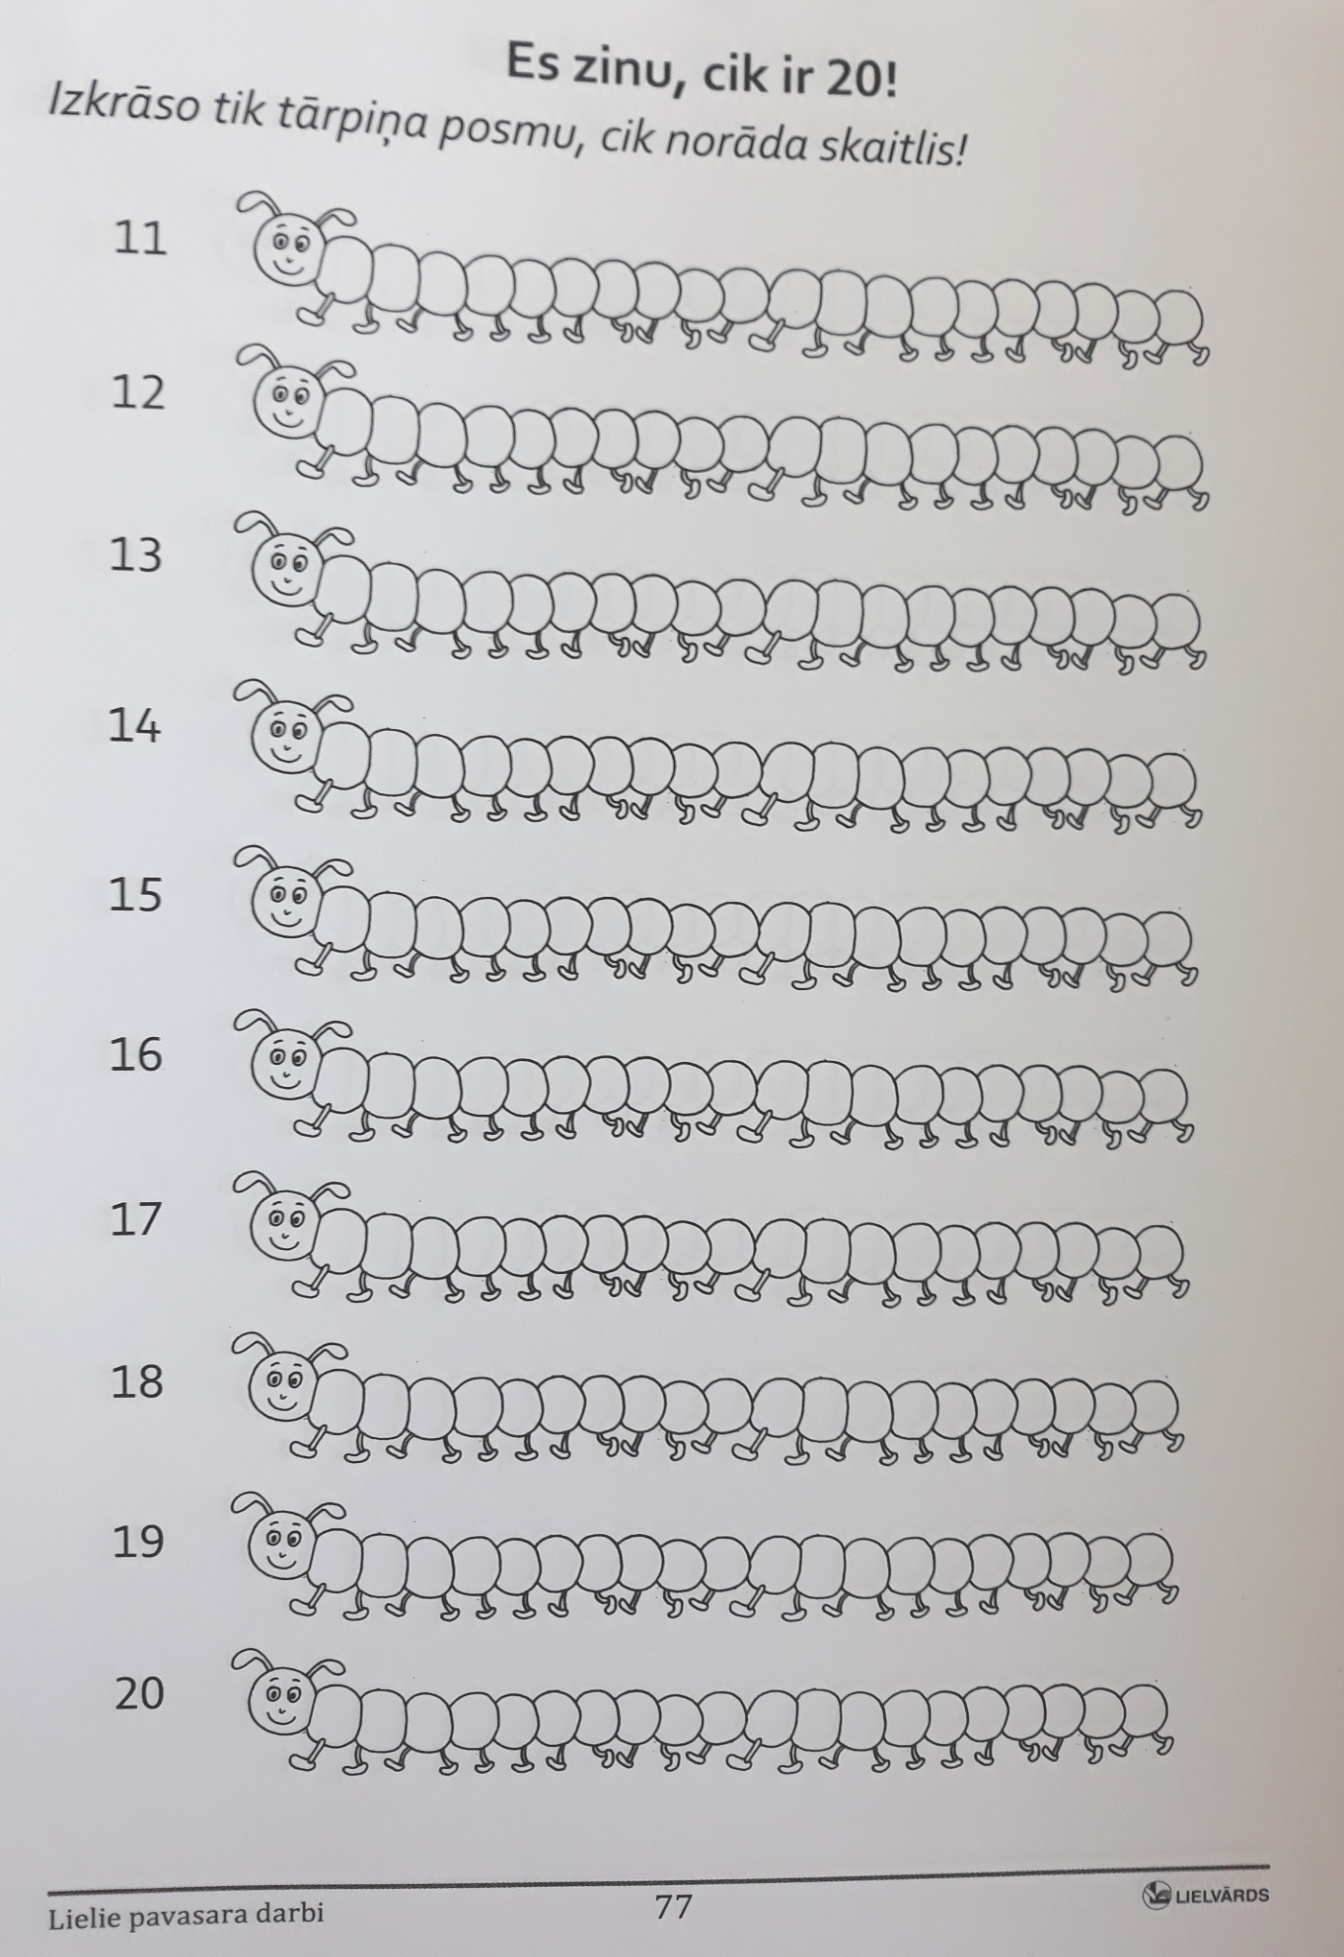 Es zinu, cik ir 20!
Izkrāso tik tārpiņa posmu, cik norāda skaitlis!
11
12
13
14
15
16
17
18
19
20
Lielie pavasara darbi
77
LIELVĀRDS